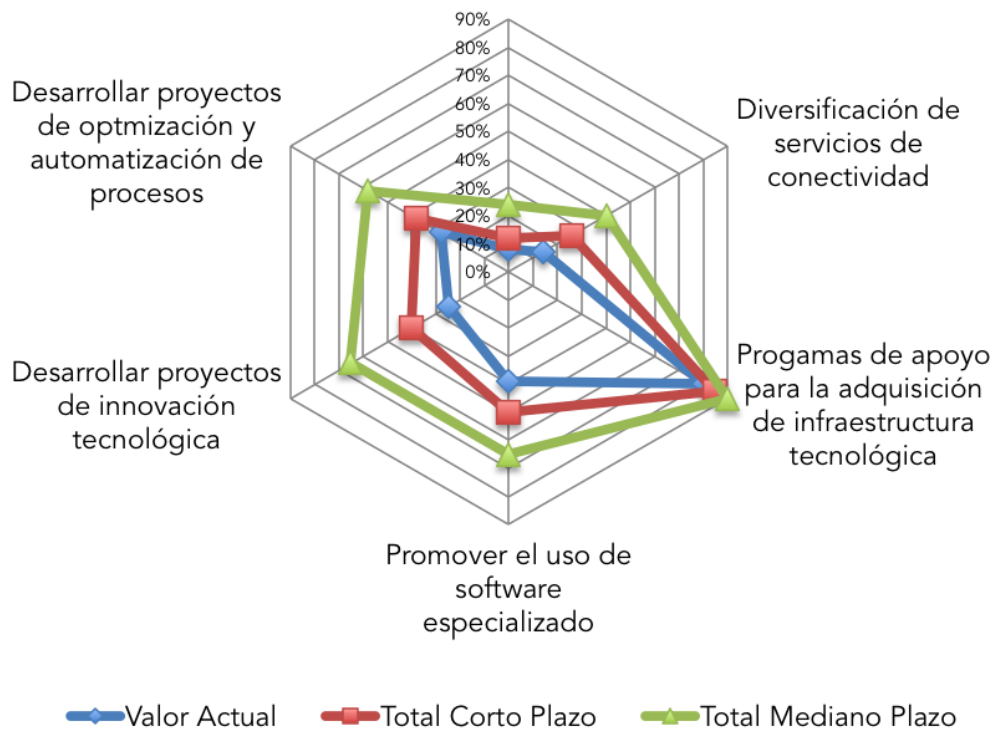 90%
80%
70%
60%
50%
40%
30%
20%
10%
0%
Diversificación de
servicios de
conectividad
Progamas de apoyo
para la adquisición
de infraestructura
tecnológica
Promover el uso de
software
especializado
Desarrollar proyectos
de innovación
tecnológica
Desarrollar proyectos
de optmización y
automatización de
procesos
Valor Actual
Total Corto Plazo
Total Mediano Plazo